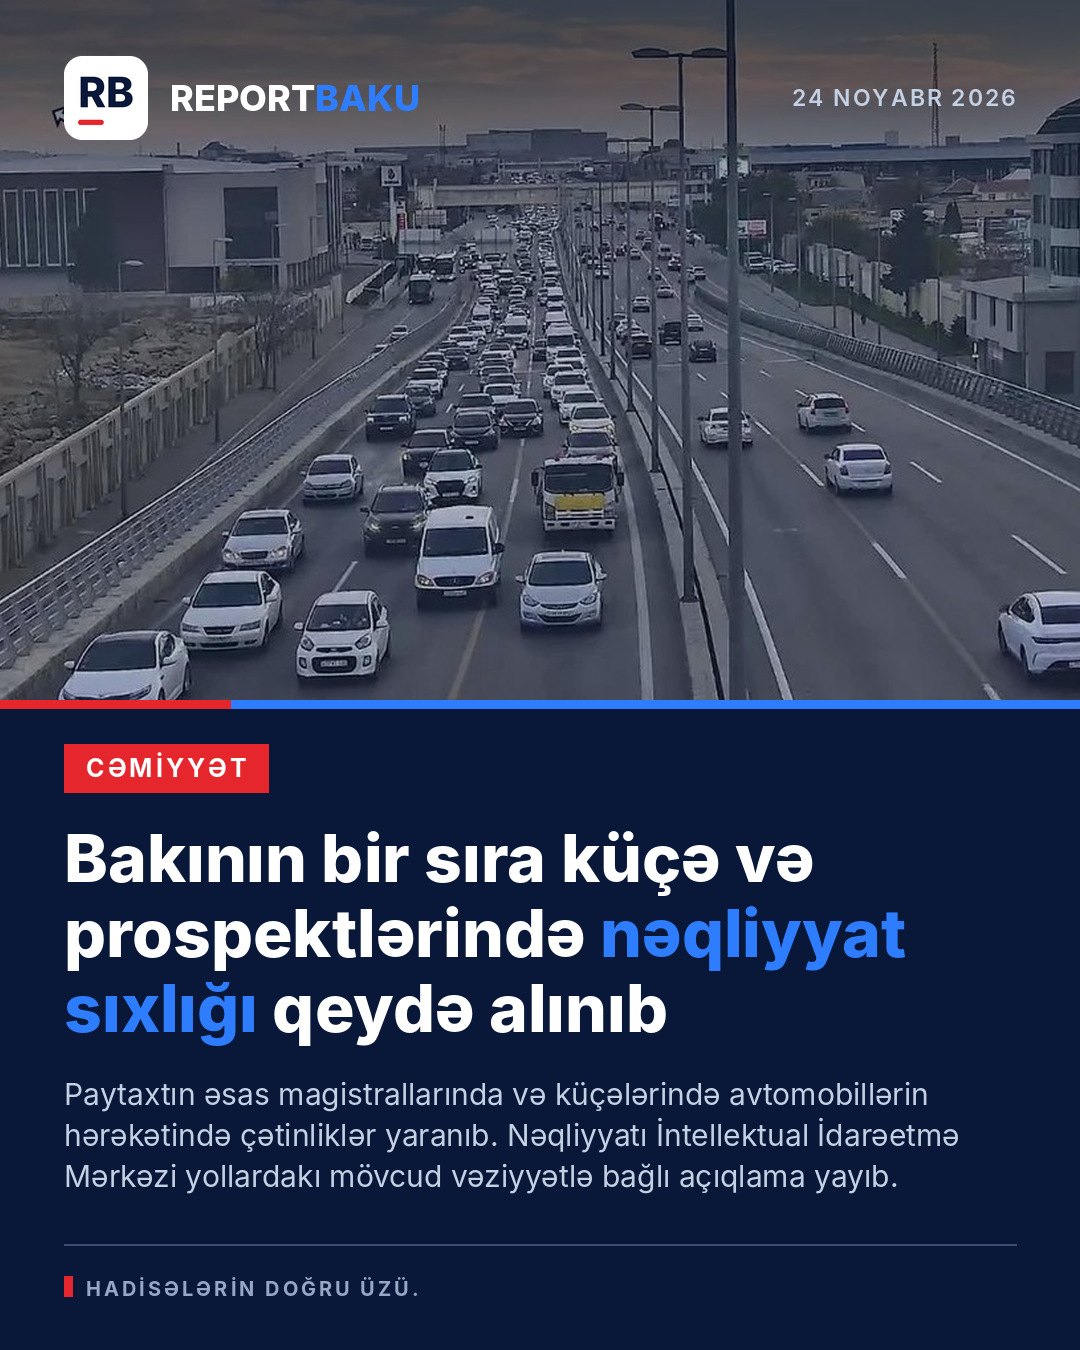 RB
REPORTBAKU
24 NOYABR 2026
CƏMİYYƏT
Bakının bir sıra küçə və
prospektlərində nəqliyyat
sıxlığı qeydə alınıb
Paytaxtın əsas magistrallarında və küçələrində avtomobillərin
hərəkətində çətinliklər yaranıb. Nəqliyyatı İntellektual İdarəetmə
Mərkəzi yollardakı mövcud vəziyyətlə bağlı açıqlama yayıb.
HADİSƏLƏRİN DOĞRU ÜZÜ.